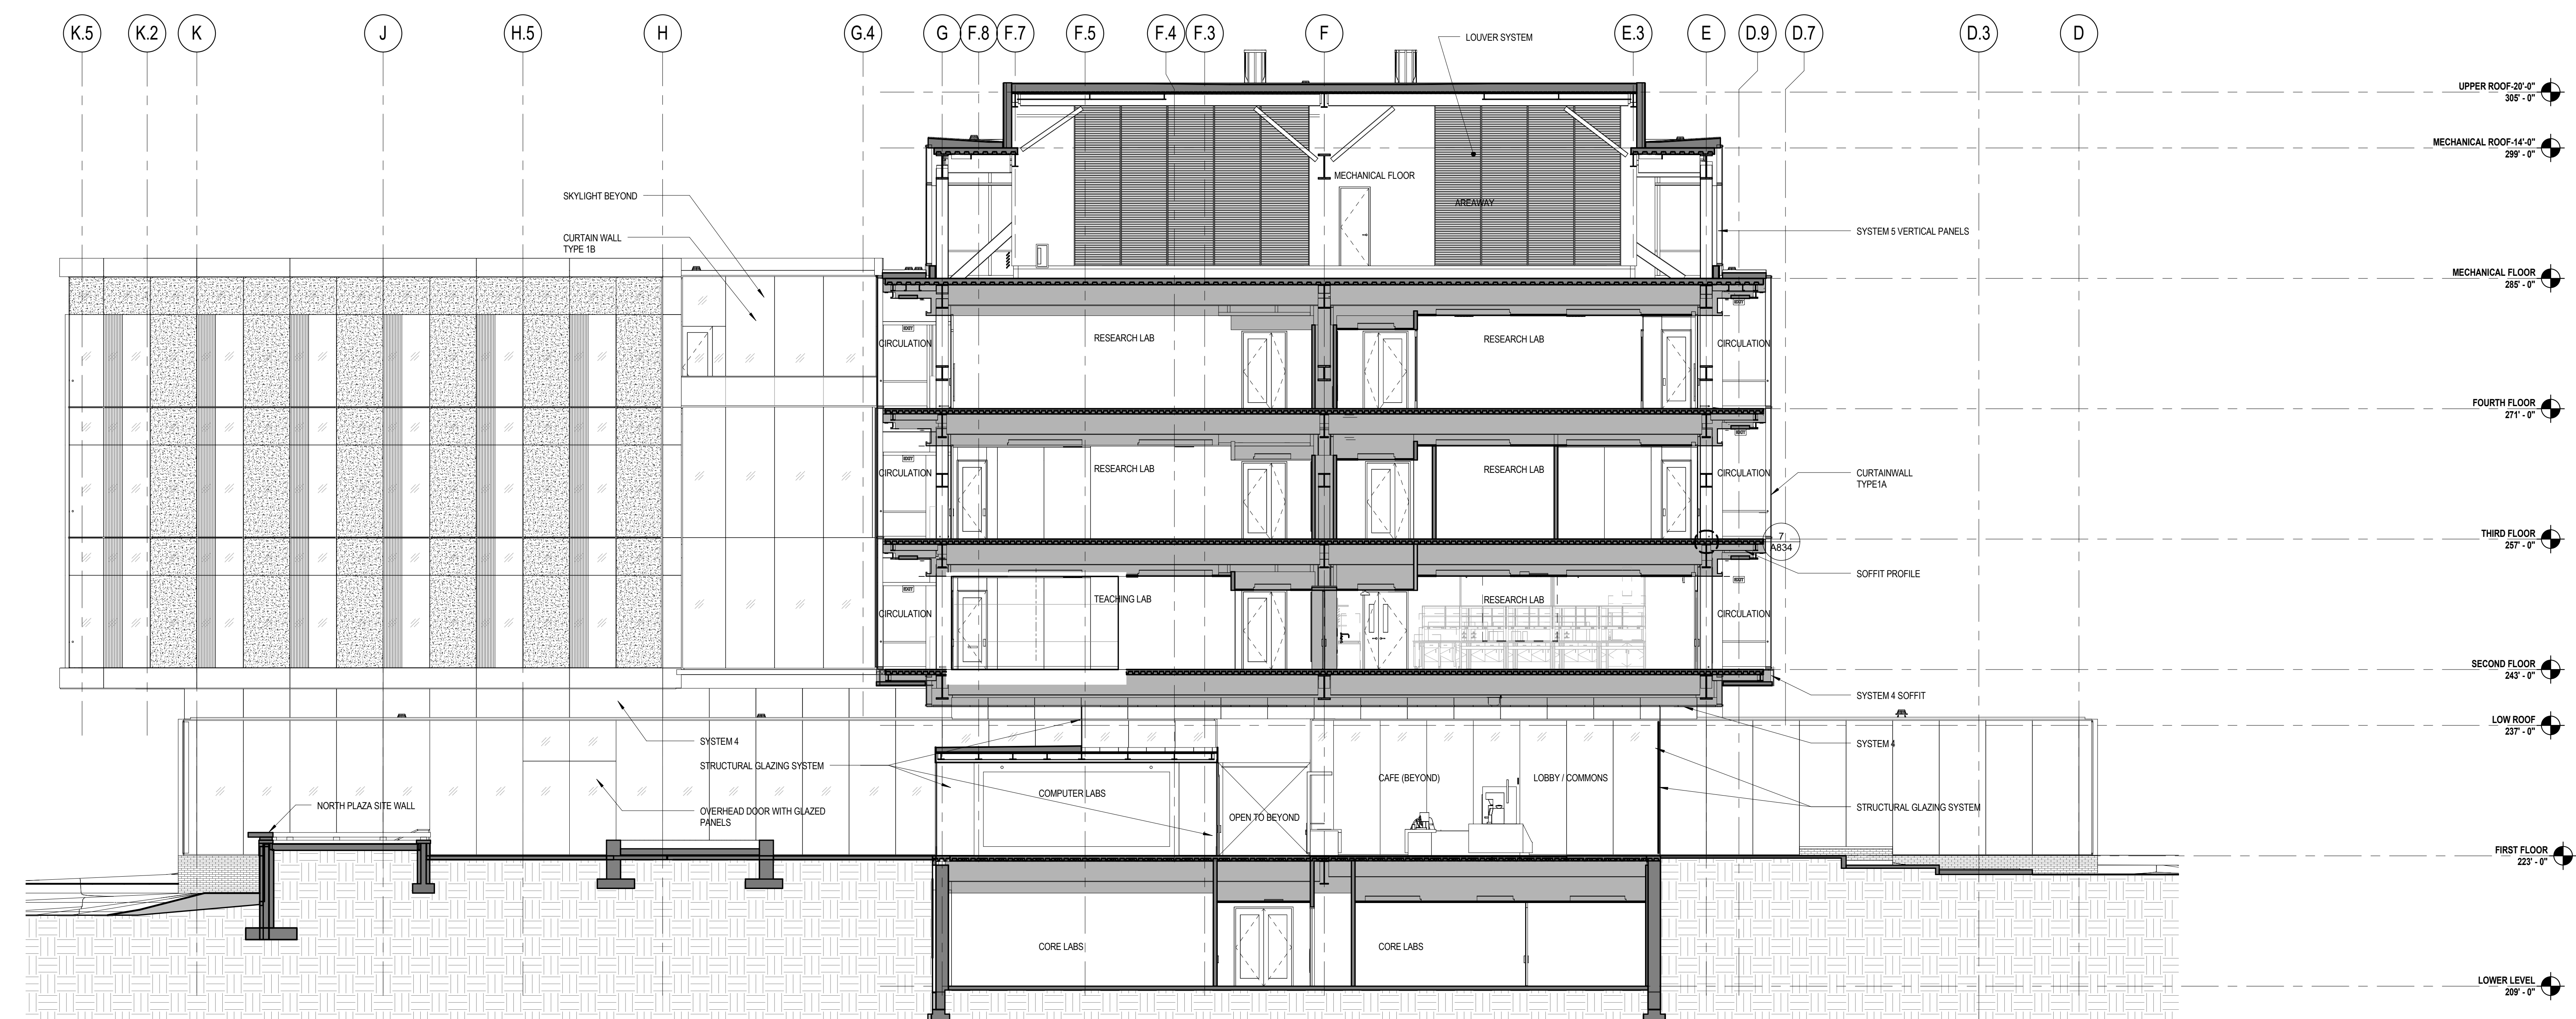 K.5
K.2
K
J
H.5
H
G.4
G
F.8
F.7
F.5
F.4
F.3
F
E.3
E
D.9
D.7
D.3
D
LOUVER SYSTEM
UPPER ROOF-20'-0"
305' - 0"
MECHANICAL ROOF-14'-0"
299' - 0"
MECHANICAL FLOOR
SKYLIGHT BEYOND
AREAWAY
CURTAIN WALL
TYPE 1B
SYSTEM 5 VERTICAL PANELS
MECHANICAL FLOOR
285' - 0"
EXIT
EXIT
CIRCULATION
RESEARCH LAB
RESEARCH LAB
CIRCULATION
FOURTH FLOOR
271' - 0"
EXIT
EXIT
CIRCULATION
RESEARCH LAB
RESEARCH LAB
CIRCULATION
CURTAINWALL
TYPE1A
7
A834
THIRD FLOOR
257' - 0"
SOFFIT PROFILE
EXIT
EXIT
CIRCULATION
TEACHING LAB
RESEARCH LAB
CIRCULATION
SECOND FLOOR
243' - 0"
SYSTEM 4 SOFFIT
LOW ROOF
237' - 0"
SYSTEM 4
SYSTEM 4
STRUCTURAL GLAZING SYSTEM
CAFE (BEYOND)
LOBBY / COMMONS
COMPUTER LABS
NORTH PLAZA SITE WALL
OVERHEAD DOOR WITH GLAZED
PANELS
OPEN TO BEYOND
STRUCTURAL GLAZING SYSTEM
FIRST FLOOR
223' - 0"
CORE LABS
CORE LABS
LOWER LEVEL
209' - 0"